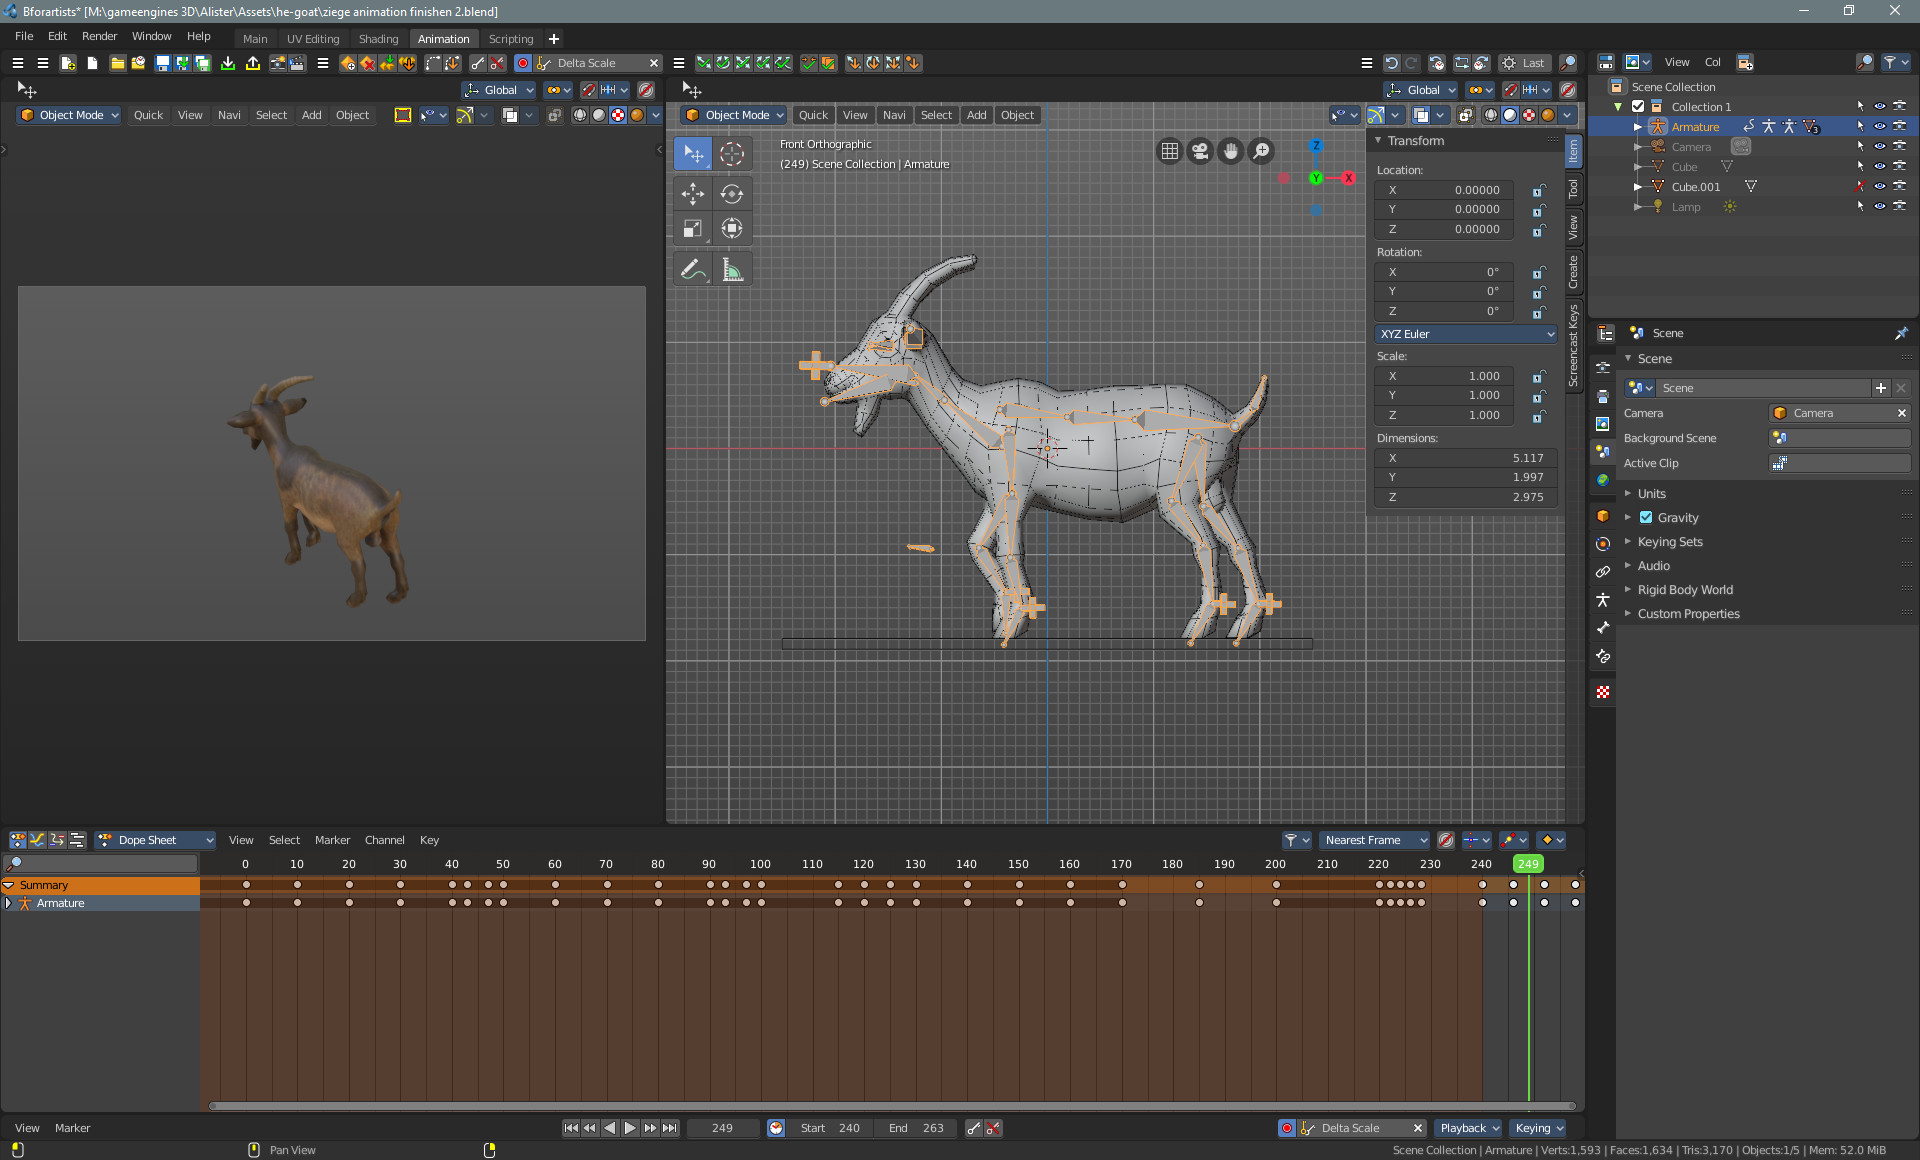 Bforartists* [M:\gameengines 3D\Alister\Assets\he-goat\ziege animation finishen 2.blend]
File Edit Render Window Help Main UV Editing Shading Animation Scripting +
Delta Scale
Last
View Col
Global
Global
Object Mode Quick View Navi Select Add Object
Object Mode Quick View Navi Select Add Object
Scene Collection
Collection 1
Armature 3
Camera
Cube
Cube.001
Lamp
Front Orthographic
(249) Scene Collection | Armature
Z
Y
X
Transform
Location:
X 0.00000
Y 0.00000
Z 0.00000
Rotation:
X 0°
Y 0°
Z 0°
XYZ Euler
Scale:
X 1.000
Y 1.000
Z 1.000
Dimensions:
X 5.117
Y 1.997
Z 2.975
Item
Tool
View
Create
Screencast Keys
Scene
Scene
Scene
Camera Camera
Background Scene
Active Clip
Units
Gravity
Keying Sets
Audio
Rigid Body World
Custom Properties
Dope Sheet View Select Marker Channel Key
Nearest Frame
0 10 20 30 40 50 60 70 80 90 100 110 120 130 140 150 160 170 180 190 200 210 220 230 240 249
Summary
Armature
View Marker
249 Start 240 End 263
Delta Scale Playback Keying
Pan View
Scene Collection | Armature | Verts:1,593 | Faces:1,634 | Tris:3,170 | Objects:1/5 | Mem: 52.0 MiB